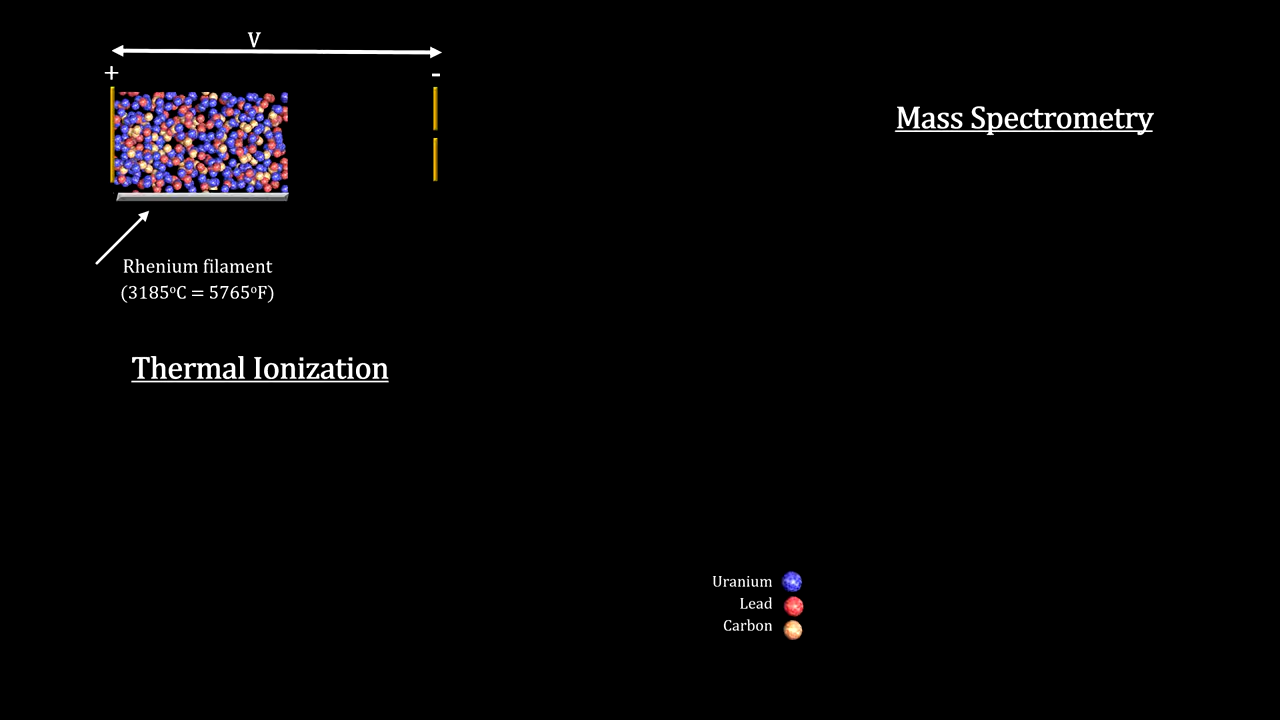 V
+
-
Mass Spectrometry
Rhenium filament
(3185ºC = 5765ºF)
Thermal Ionization
Uranium
Lead
Carbon